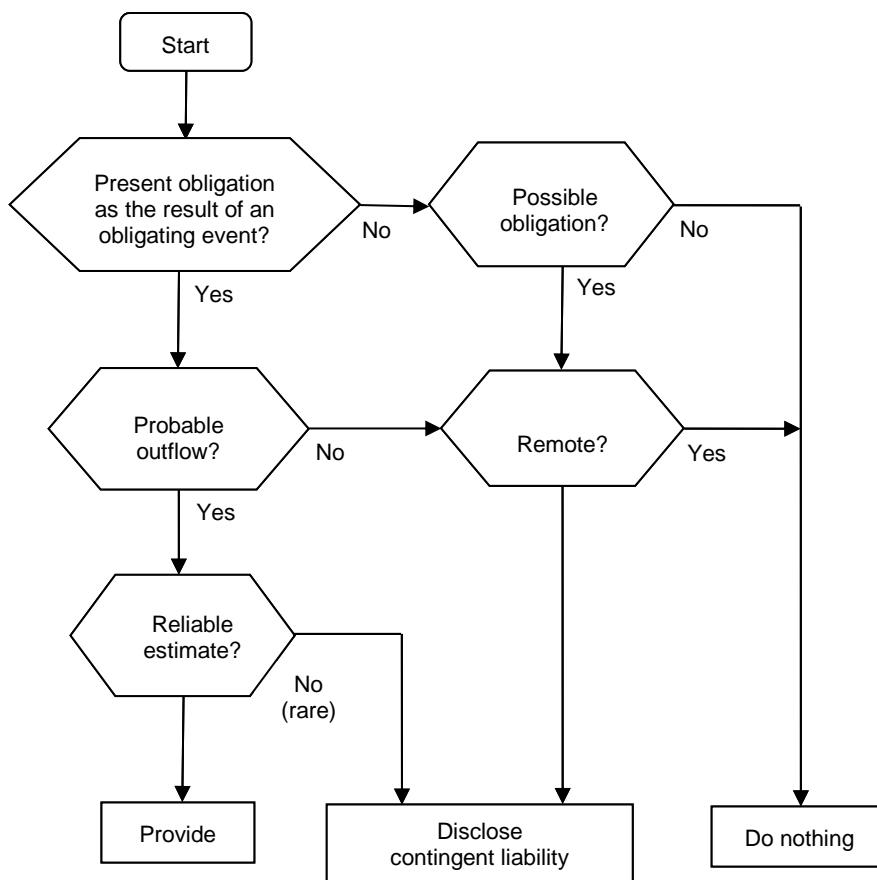 Start
Present obligation
as the result of an
obligating event?
No
Possible
obligation?
No
Yes
Yes
Probable
outflow?
No
Remote?
Yes
Yes
Reliable
estimate?
No
(rare)
Provide
Disclose
contingent liability
Do nothing